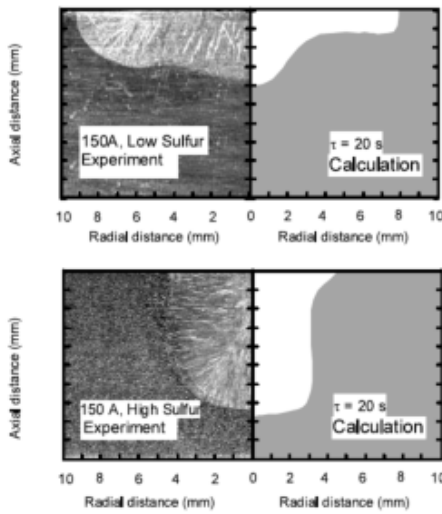 Axial distance (mm)
150A, Low Sulfur
Experiment
τ = 20 s
Calculation
10 8 6 4 2 0 2 4 6 8 10
Radial distance (mm) Radial distance (mm)
Axial distance (mm)
150 A, High Sulfur
Experiment
τ = 20 s
Calculation
10 8 6 4 2 0 2 4 6 8 10
Radial distance (mm) Radial distance (mm)